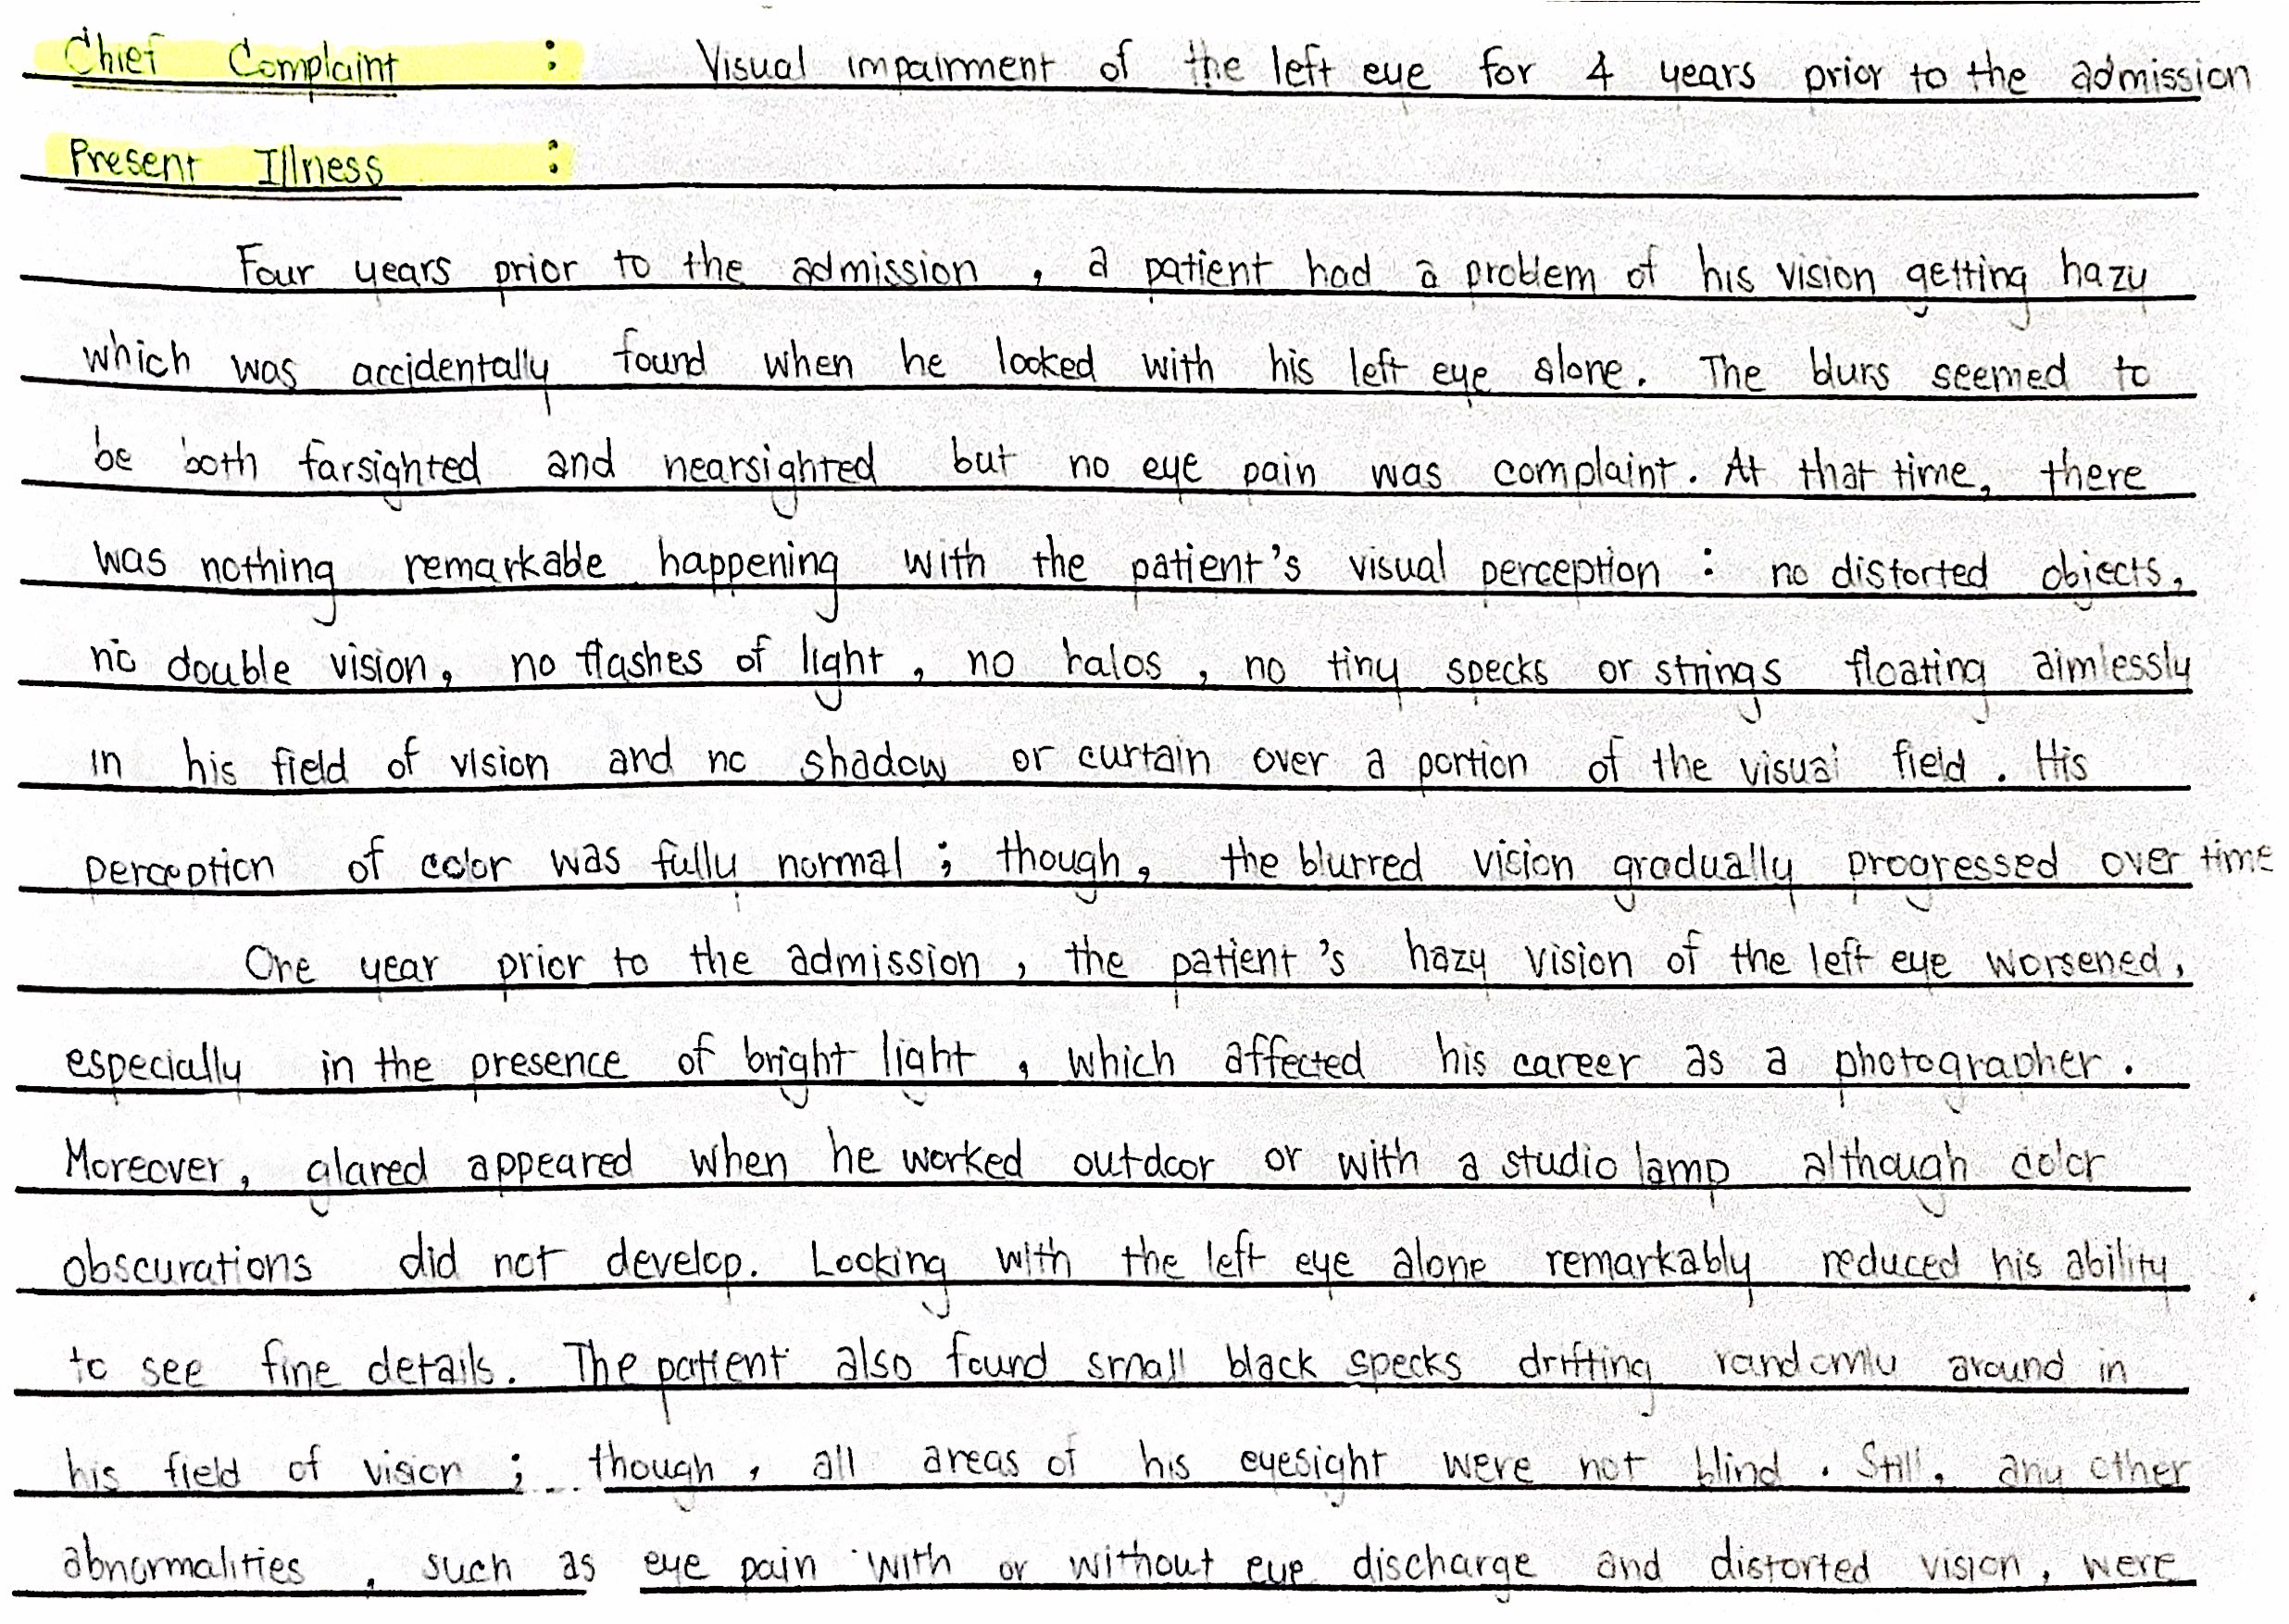 Chief Complaint : Visual impairment of the left eye for 4 years prior to the admission
Present Illness :
Four years prior to the admission , a patient had a problem of his vision getting hazy
which was accidentally found when he looked with his left eye alone. The blurs seemed to
be both farsighted and nearsighted but no eye pain was complaint. At that time, there
was nothing remarkable happening with the patient's visual perception : no distorted objects,
no double vision, no flashes of light , no halos , no tiny specks or strings floating aimlessly
in his field of vision and no shadow or curtain over a portion of the visual field . His
perception of color was fully normal ; though, the blurred vision gradually progressed over time
One year prior to the admission , the patient's hazy vision of the left eye worsened,
especially in the presence of bright light , which affected his career as a photographer .
Moreover, glared appeared when he worked outdoor or with a studio lamp although color
obscurations did not develop. Looking with the left eye alone remarkably reduced his ability
to see fine details. The patient also found small black specks drifting randomly around in
his field of vision ; though , all areas of his eyesight were not blind . Still, any other
abnormalities , such as eye pain with or without eye discharge and distorted vision, were